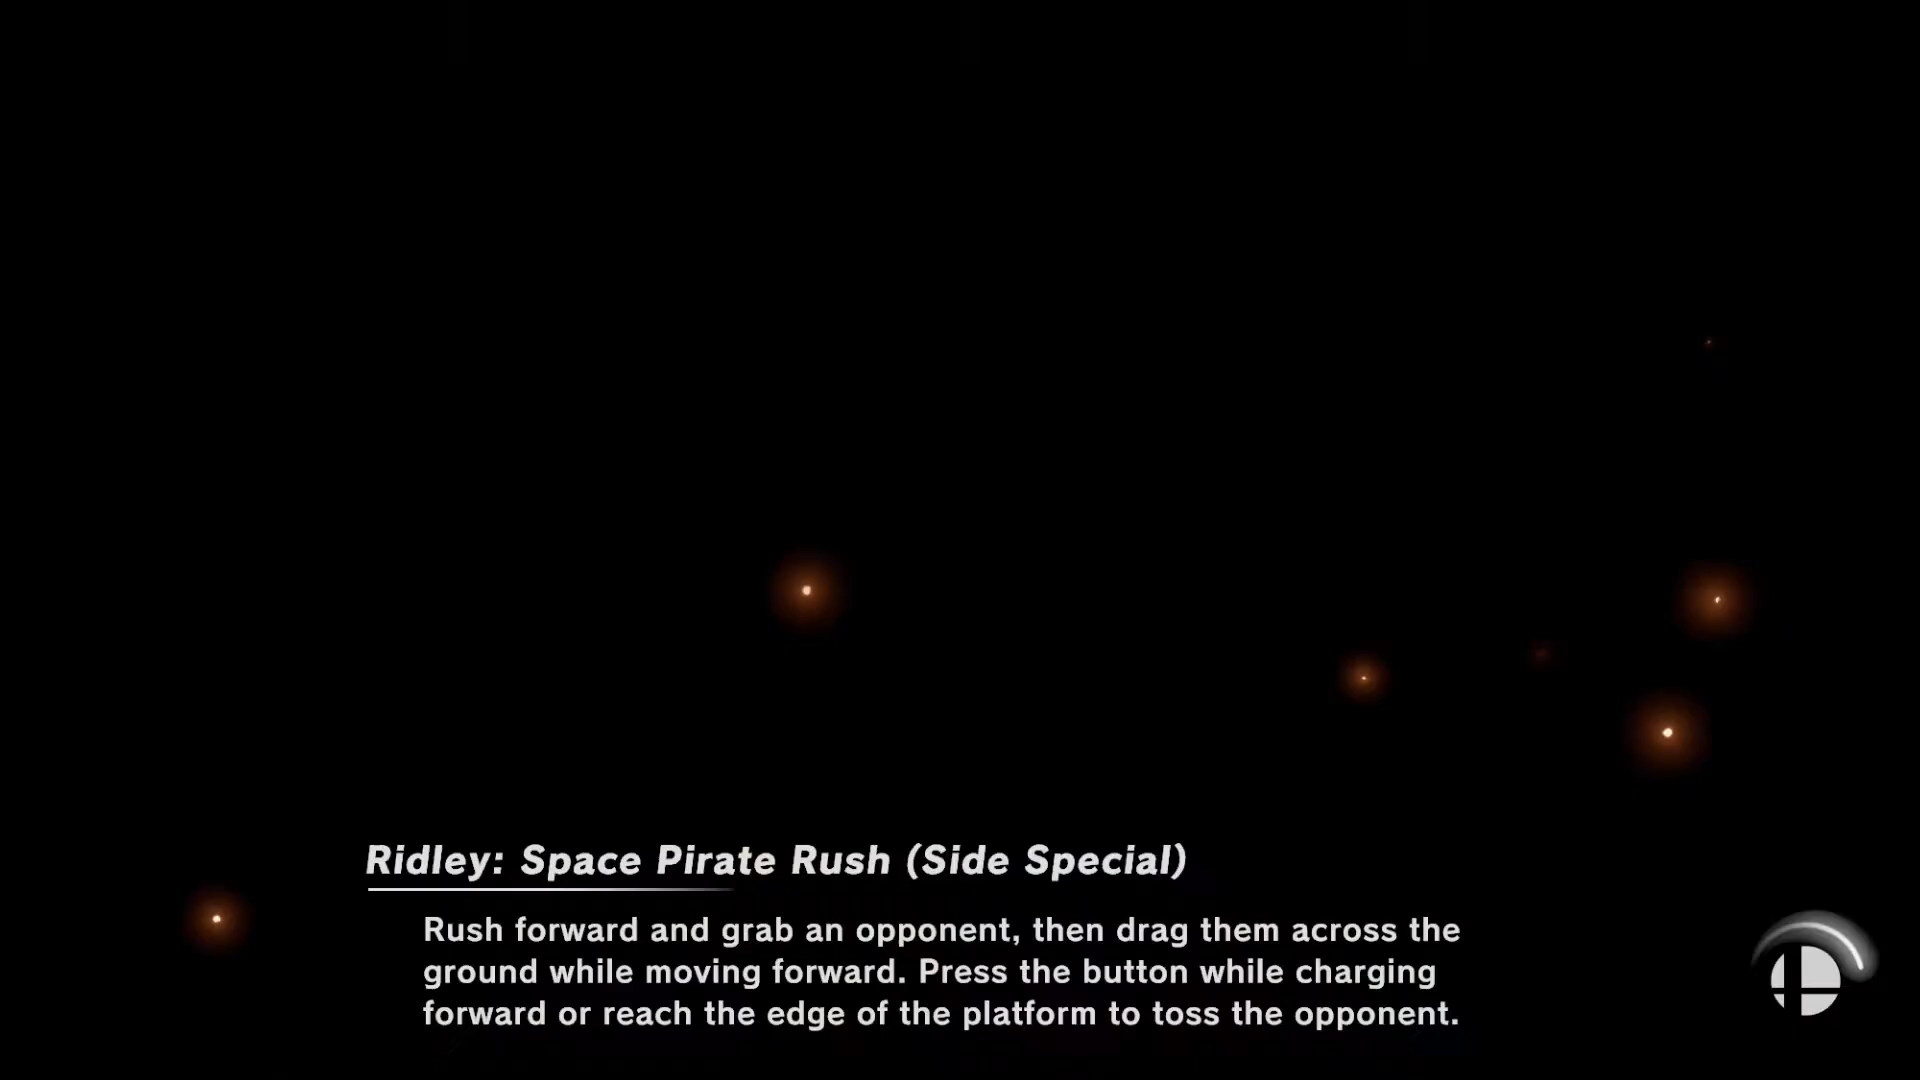 Ridley: Space Pirate Rush (Side Special)
Rush forward and grab an opponent, then drag them across the
ground while moving forward. Press the button while charging
forward or reach the edge of the platform to toss the opponent.